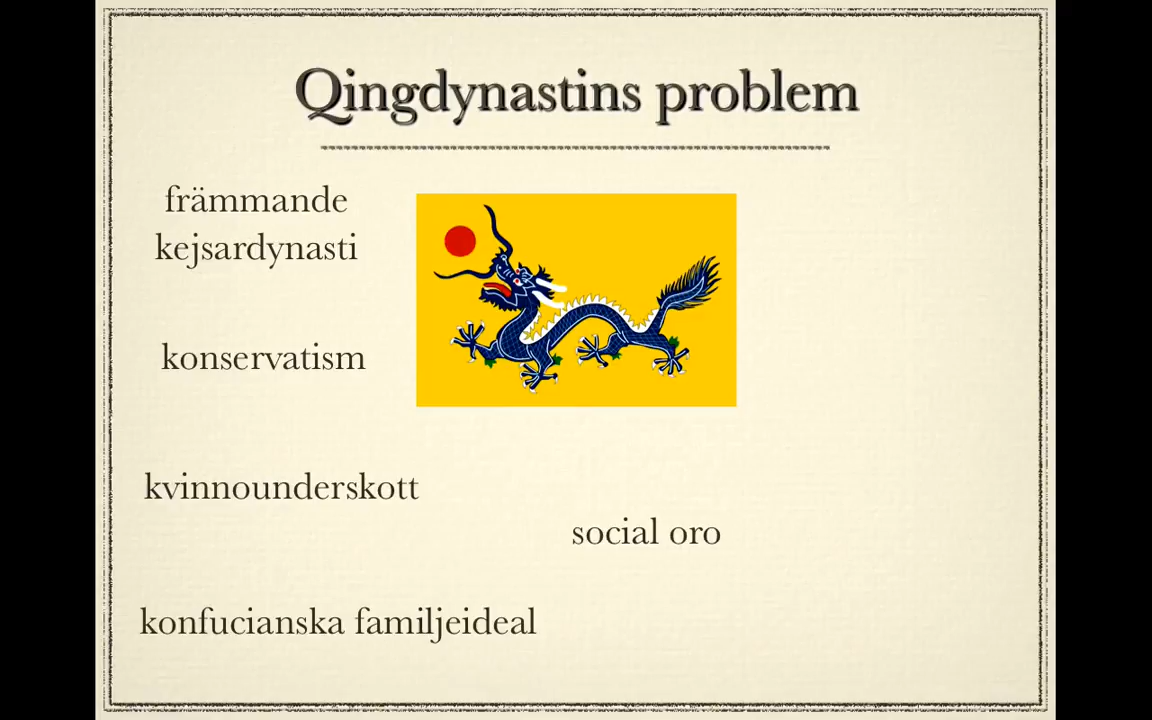 Qingdynastins problem
främmande
kejsardynasti
konservatism
kvinnounderskott
social oro
konfucianska familjeideal